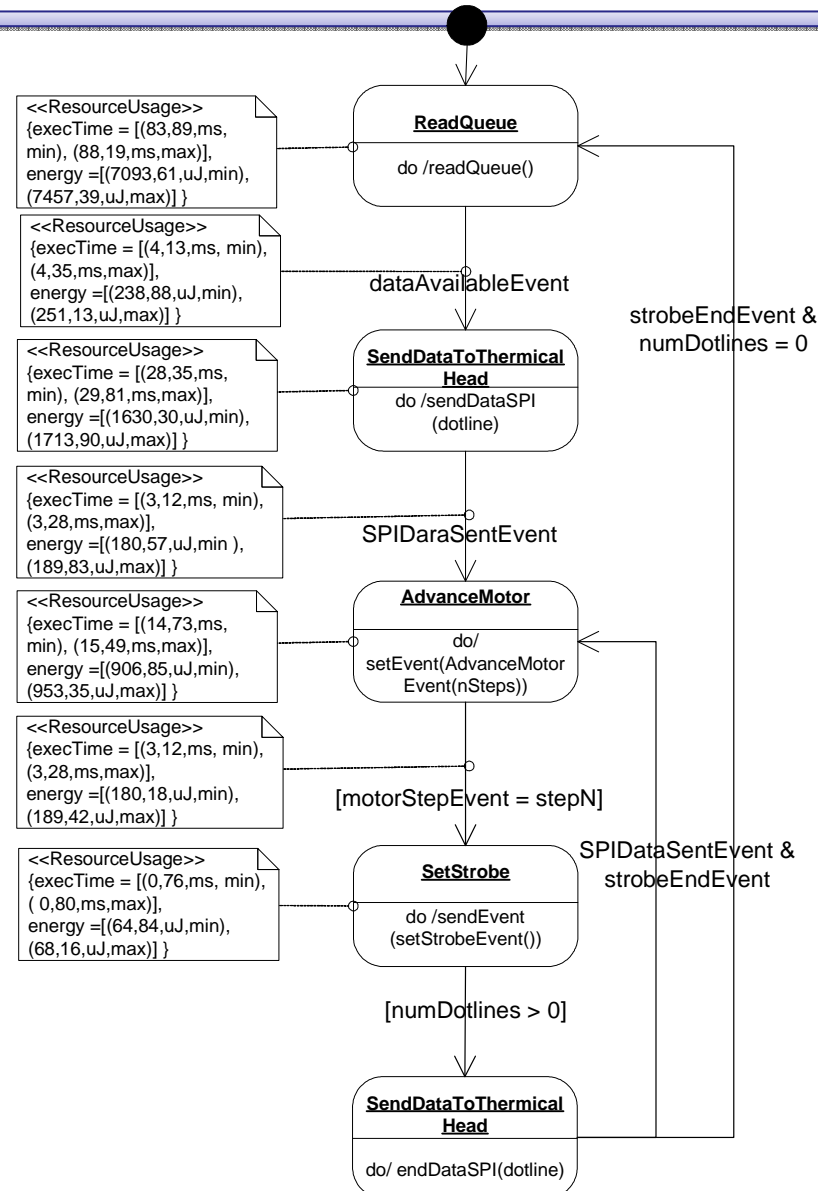 <<ResourceUsage>>
{execTime = [(83,89,ms,
min), (88,19,ms,max)],
energy =[(7093,61,uJ,min),
(7457,39,uJ,max)] }
ReadQueue
do /readQueue()
<<ResourceUsage>>
{execTime = [(4,13,ms, min),
(4,35,ms,max)],
energy =[(238,88,uJ,min),
(251,13,uJ,max)] }
dataAvailableEvent
strobeEndEvent &
numDotlines = 0
<<ResourceUsage>>
{execTime = [(28,35,ms,
min), (29,81,ms,max)],
energy =[(1630,30,uJ,min),
(1713,90,uJ,max)] }
SendDataToThermical
Head
do /sendDataSPI
(dotline)
<<ResourceUsage>>
{execTime = [(3,12,ms, min),
(3,28,ms,max)],
energy =[(180,57,uJ,min ),
(189,83,uJ,max)] }
SPIDaraSentEvent
<<ResourceUsage>>
{execTime = [(14,73,ms,
min), (15,49,ms,max)],
energy =[(906,85,uJ,min),
(953,35,uJ,max)] }
AdvanceMotor
do/
setEvent(AdvanceMotor
Event(nSteps))
<<ResourceUsage>>
{execTime = [(3,12,ms, min),
(3,28,ms,max)],
energy =[(180,18,uJ,min),
(189,42,uJ,max)] }
[motorStepEvent = stepN]
SPIDataSentEvent &
strobeEndEvent
<<ResourceUsage>>
{execTime = [(0,76,ms, min),
( 0,80,ms,max)],
energy =[(64,84,uJ,min),
(68,16,uJ,max)] }
SetStrobe
do /sendEvent
(setStrobeEvent())
[numDotlines > 0]
SendDataToThermical
Head
do/ endDataSPI(dotline)